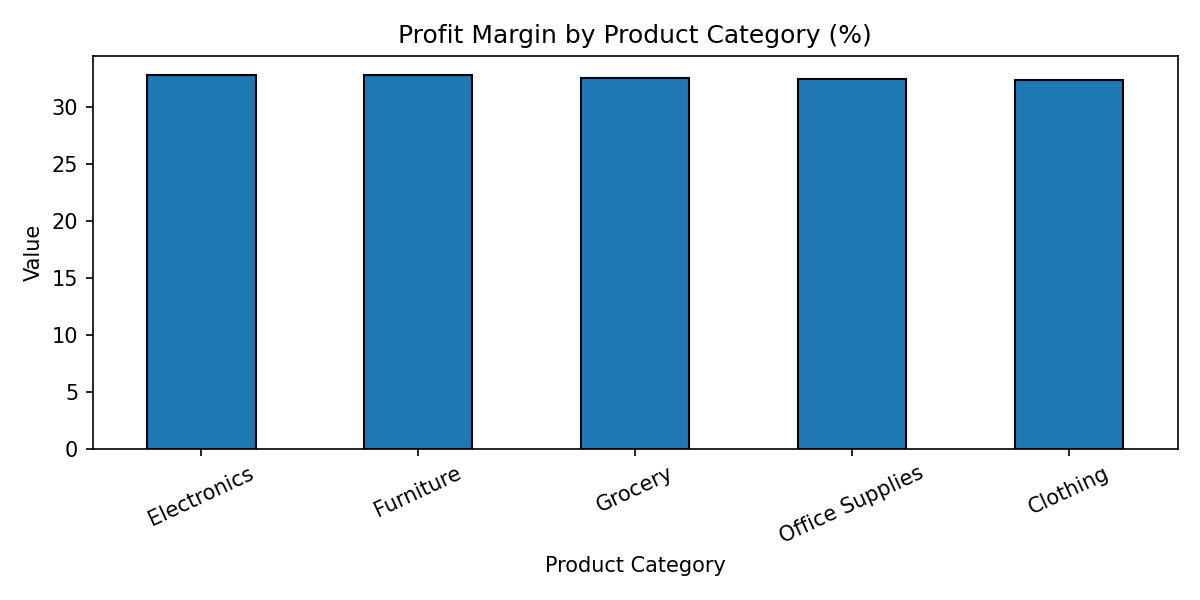 Profit Margin by Product Category (%)
Value
30
25
20
15
10
5
0
Electronics
Furniture
Grocery
Office Supplies
Clothing
Product Category